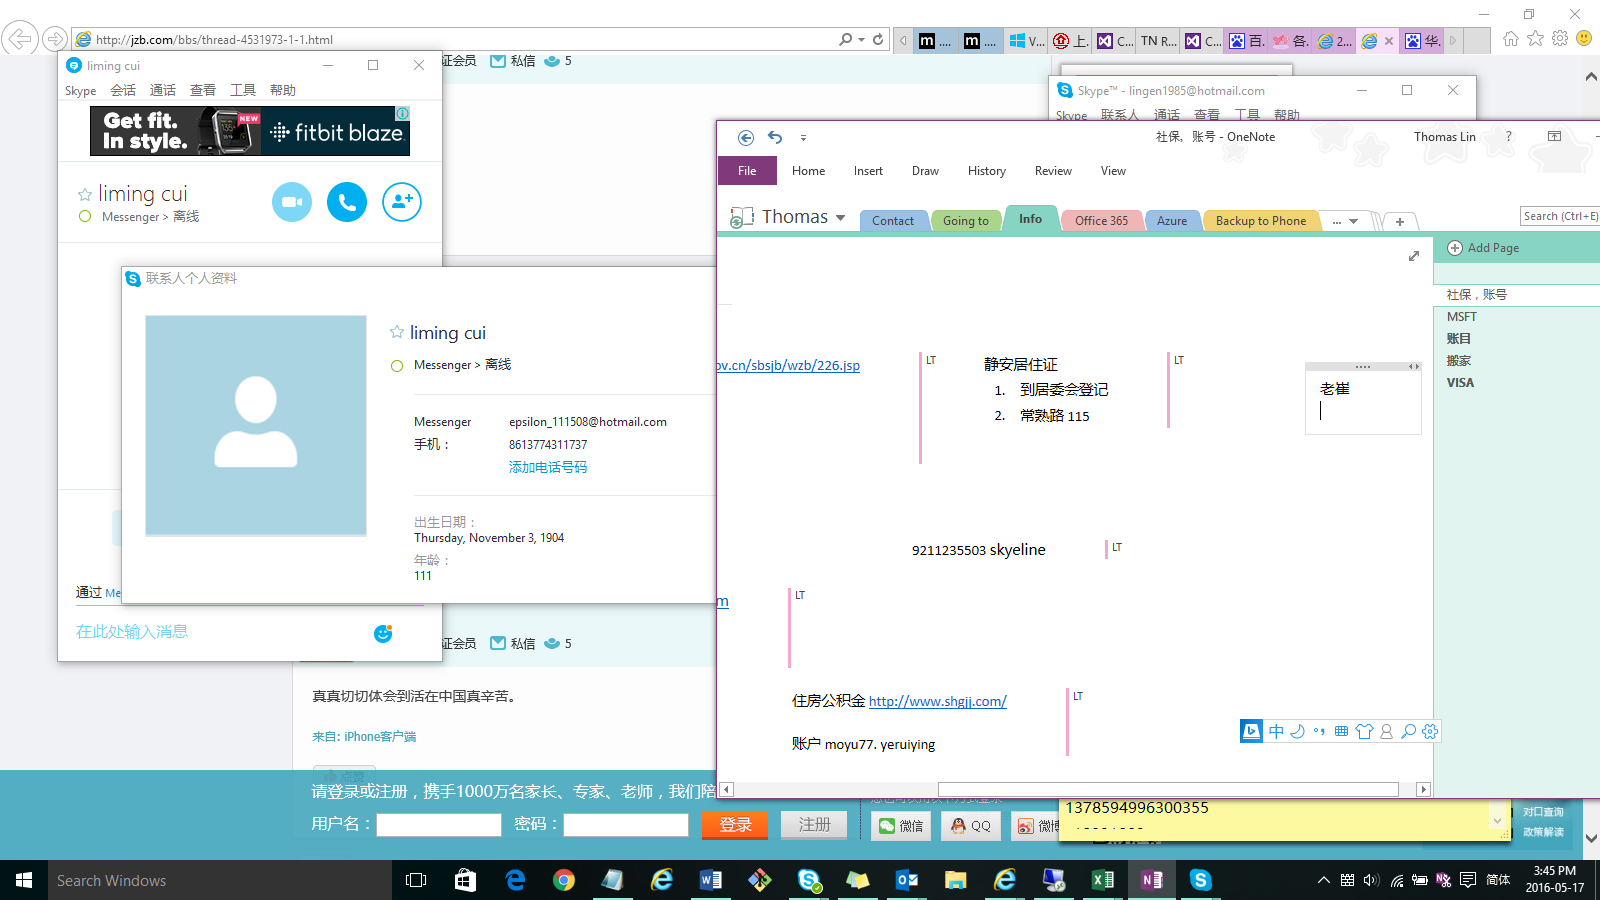 http://jzb.com/bbs/thread-4531973-1-1.html
m ....
m ....
V...
上.
C...
TN R...
C...
百.
各.
2...
华.
liming cui
证会员 私信 5
Skype 会话 通话 查看 工具 帮助
Get fit.
In style.
NEW
fitbit blaze
liming cui
Messenger > 离线
Skype™ - lingen1985@hotmail.com
Skype 联系人 通话 查看 工具 帮助
社保，账号 - OneNote
Thomas Lin
?
File Home Insert Draw History Review View
Thomas
Contact Going to Info Office 365 Azure Backup to Phone ... +
Search (Ctrl+E)
Add Page
社保，账号
MSFT
账目
搬家
VISA
联系人个人资料
liming cui
Messenger > 离线
Messenger epsilon_111508@hotmail.com
手机： 8613774311737
添加电话号码
出生日期：
Thursday, November 3, 1904
年龄：
111
通过 Me
在此处输入消息
ov.cn/sbsjb/wzb/226.jsp
LT
静安居住证
1. 到居委会登记
2. 常熟路 115
LT
老崔
9211235503 skyeline
LT
m
LT
住房公积金 http://www.shgjj.com/
LT
账户 moyu77. yeruiying
中
证会员 私信 5
真真切切体会到活在中国真辛苦。
来自: iPhone客户端
点赞
请登录或注册，携手1000万名家长、专家、老师，我们陪
用户名： 密码： 登录 注册
微信 QQ 微博
1378594996300355
对口查询
政策解读
Search Windows
简体
3:45 PM
2016-05-17